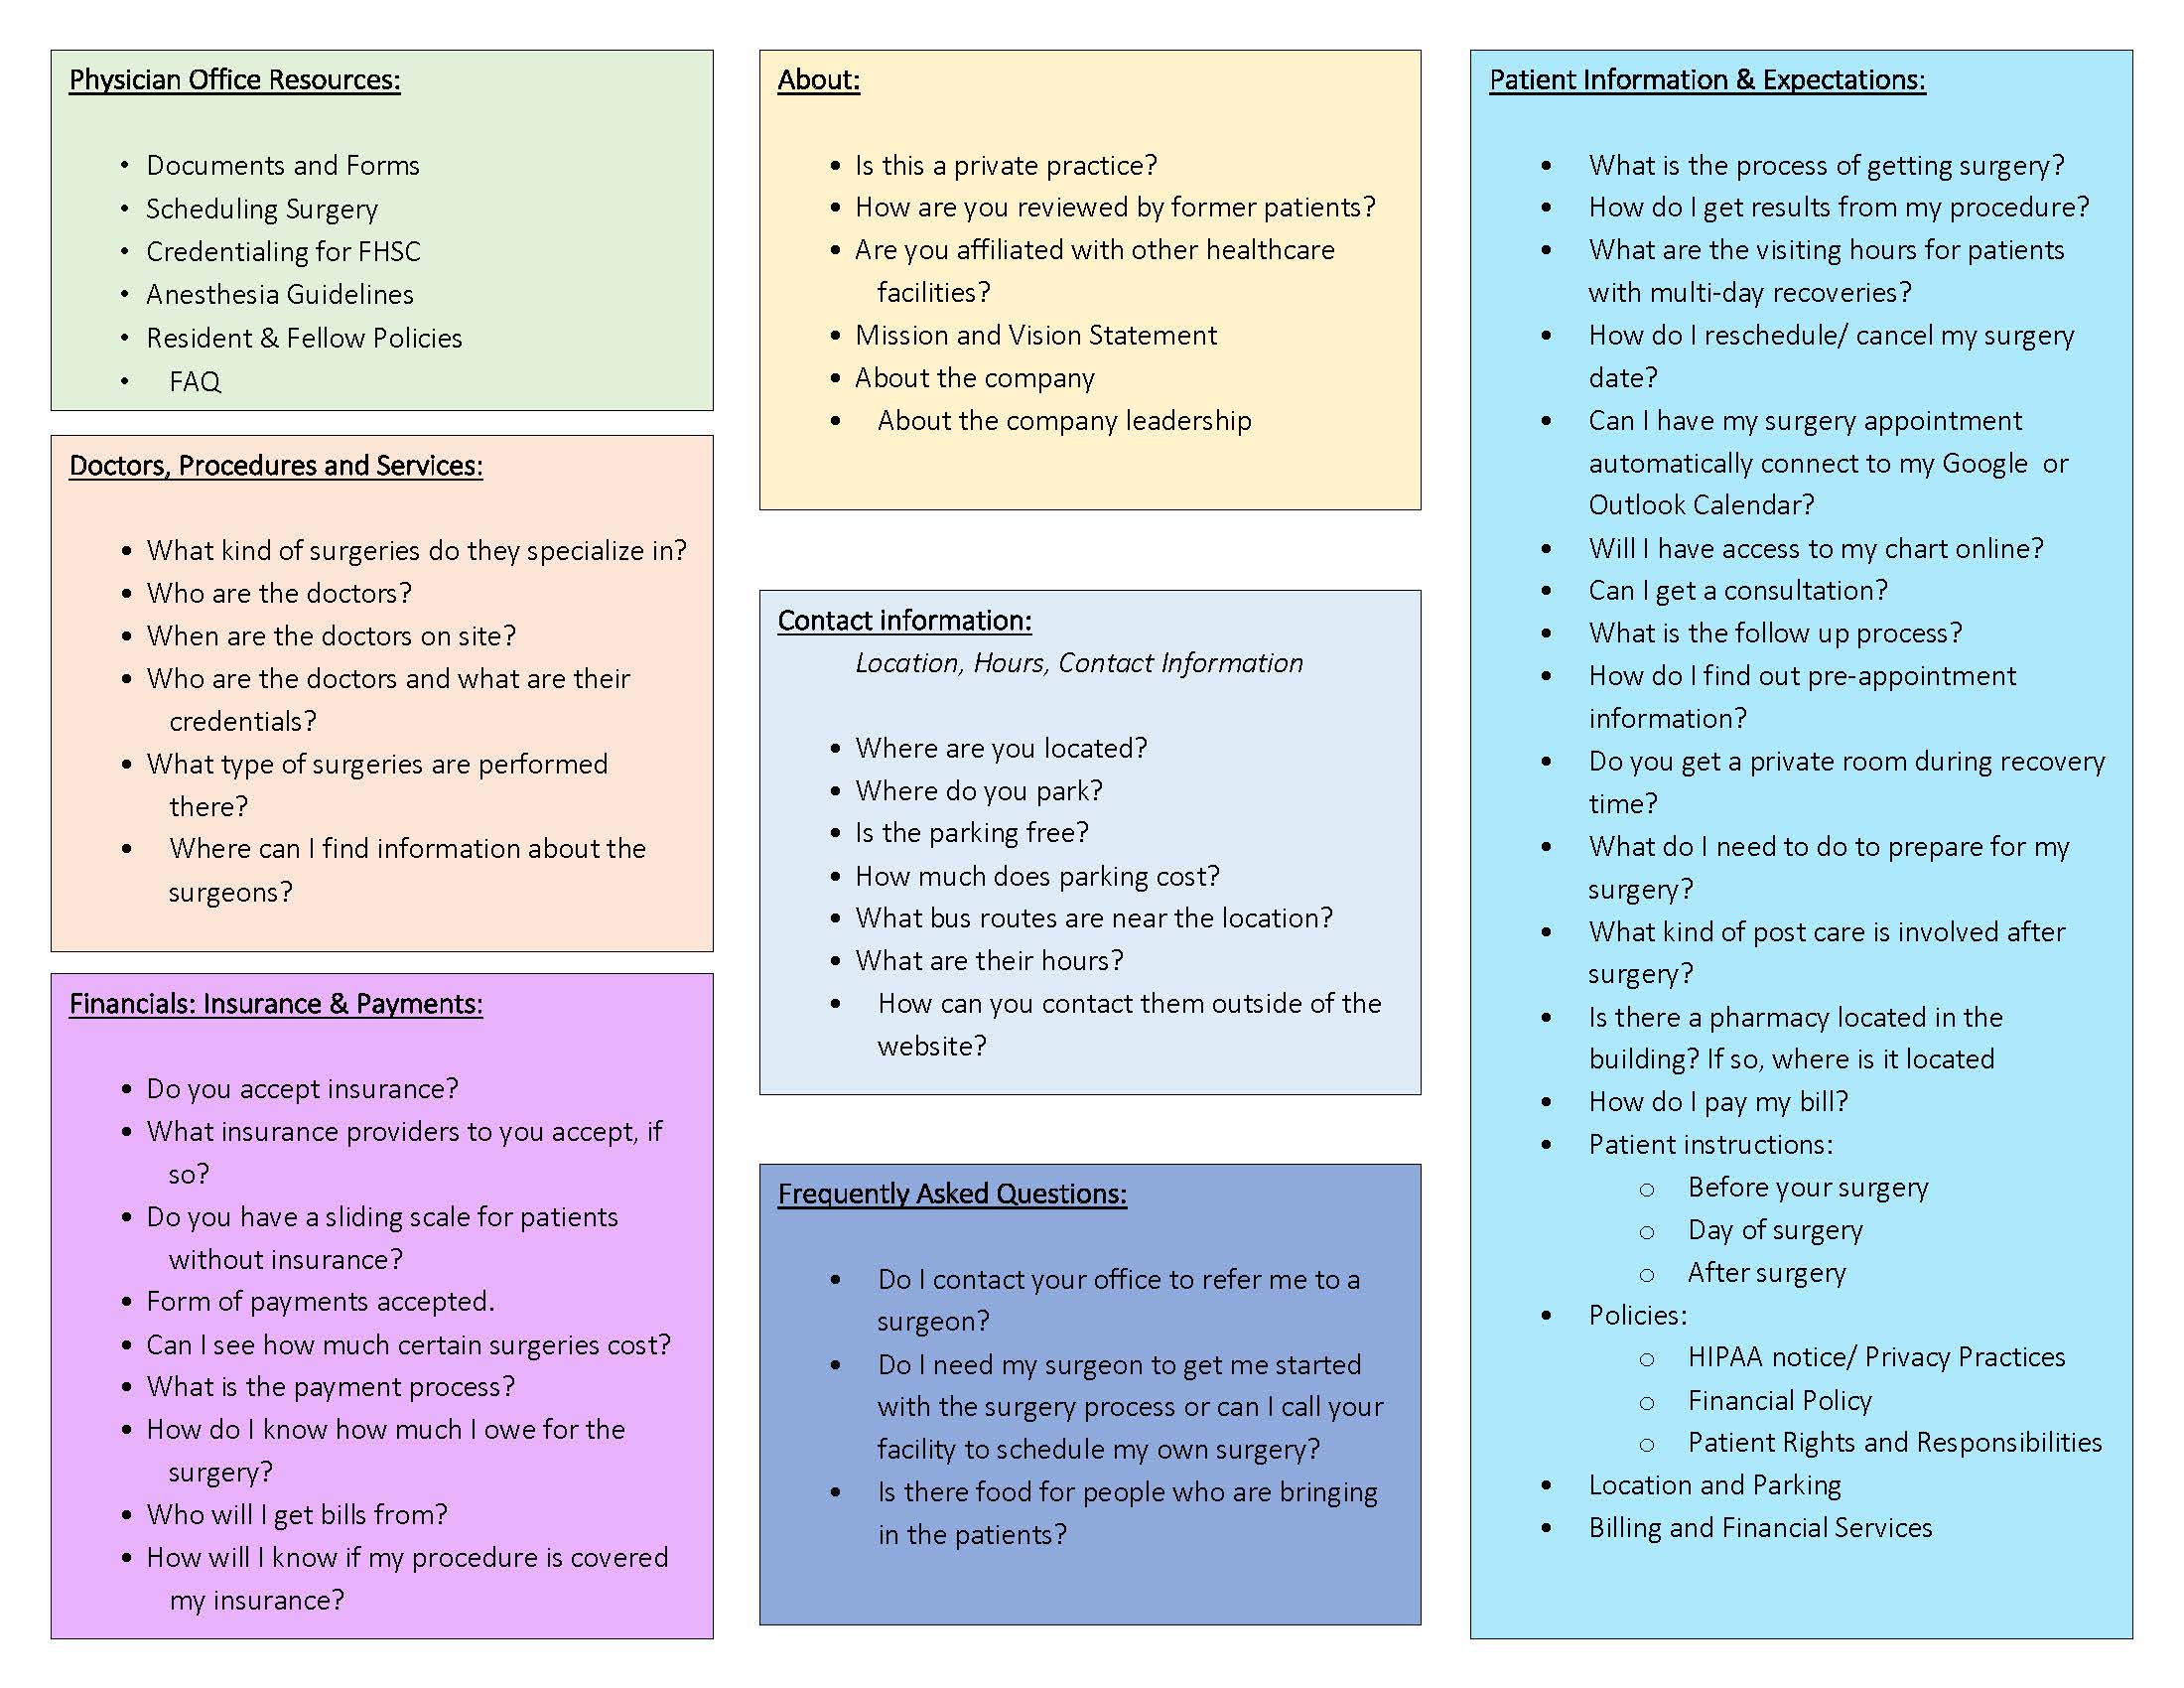 Physician Office Resources:
• Documents and Forms
• Scheduling Surgery
• Credentialing for FHSC
• Anesthesia Guidelines
• Resident & Fellow Policies
• FAQ
Doctors, Procedures and Services:
• What kind of surgeries do they specialize in?
• Who are the doctors?
• When are the doctors on site?
• Who are the doctors and what are their
credentials?
• What type of surgeries are performed
there?
• Where can I find information about the
surgeons?
Financials: Insurance & Payments:
• Do you accept insurance?
• What insurance providers to you accept, if
so?
• Do you have a sliding scale for patients
without insurance?
• Form of payments accepted.
• Can I see how much certain surgeries cost?
• What is the payment process?
• How do I know how much I owe for the
surgery?
• Who will I get bills from?
• How will I know if my procedure is covered
my insurance?
About:
• Is this a private practice?
• How are you reviewed by former patients?
• Are you affiliated with other healthcare
facilities?
• Mission and Vision Statement
• About the company
• About the company leadership
Contact information:
Location, Hours, Contact Information
• Where are you located?
• Where do you park?
• Is the parking free?
• How much does parking cost?
• What bus routes are near the location?
• What are their hours?
• How can you contact them outside of the
website?
Frequently Asked Questions:
• Do I contact your office to refer me to a
surgeon?
• Do I need my surgeon to get me started
with the surgery process or can I call your
facility to schedule my own surgery?
• Is there food for people who are bringing
in the patients?
Patient Information & Expectations:
• What is the process of getting surgery?
• How do I get results from my procedure?
• What are the visiting hours for patients
with multi-day recoveries?
• How do I reschedule/ cancel my surgery
date?
• Can I have my surgery appointment
automatically connect to my Google or
Outlook Calendar?
• Will I have access to my chart online?
• Can I get a consultation?
• What is the follow up process?
• How do I find out pre-appointment
information?
• Do you get a private room during recovery
time?
• What do I need to do to prepare for my
surgery?
• What kind of post care is involved after
surgery?
• Is there a pharmacy located in the
building? If so, where is it located
• How do I pay my bill?
• Patient instructions:
o Before your surgery
o Day of surgery
o After surgery
• Policies:
o HIPAA notice/ Privacy Practices
o Financial Policy
o Patient Rights and Responsibilities
• Location and Parking
• Billing and Financial Services